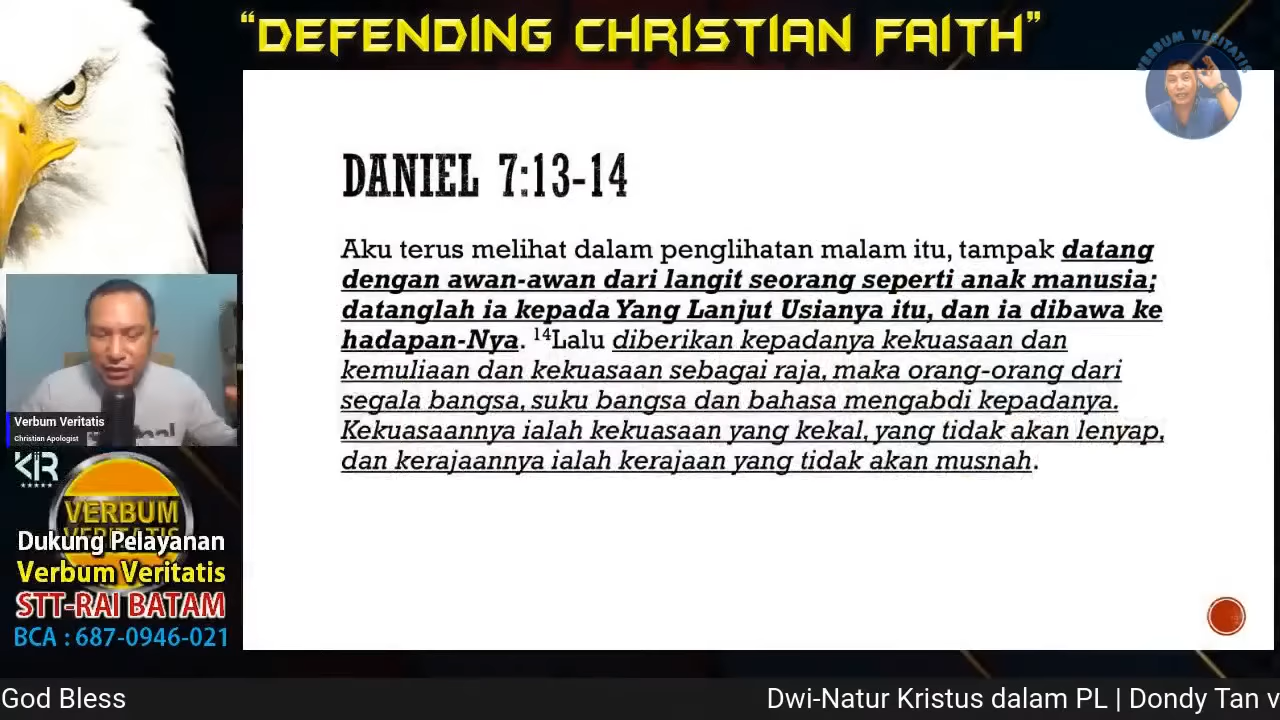 “DEFENDING CHRISTIAN FAITH”
VERBUM VERITATIS
DANIEL 7:13-14
Aku terus melihat dalam penglihatan malam itu, tampak datang
dengan awan-awan dari langit seorang seperti anak manusia;
datanglah ia kepada Yang Lanjut Usianya itu, dan ia dibawa ke
hadapan-Nya. ¹⁴Lalu diberikan kepadanya kekuasaan dan
kemuliaan dan kekuasaan sebagai raja, maka orang-orang dari
segala bangsa, suku bangsa dan bahasa mengabdi kepadanya.
Kekuasaannya ialah kekuasaan yang kekal, yang tidak akan lenyap,
dan kerajaannya ialah kerajaan yang tidak akan musnah.
Verbum Veritatis
Christian Apologist
VERBUM
VERITATIS
Dukung Pelayanan
Verbum Veritatis
STT-RAI BATAM
BCA : 687-0946-021
God Bless
Dwi-Natur Kristus dalam PL | Dondy Tan v